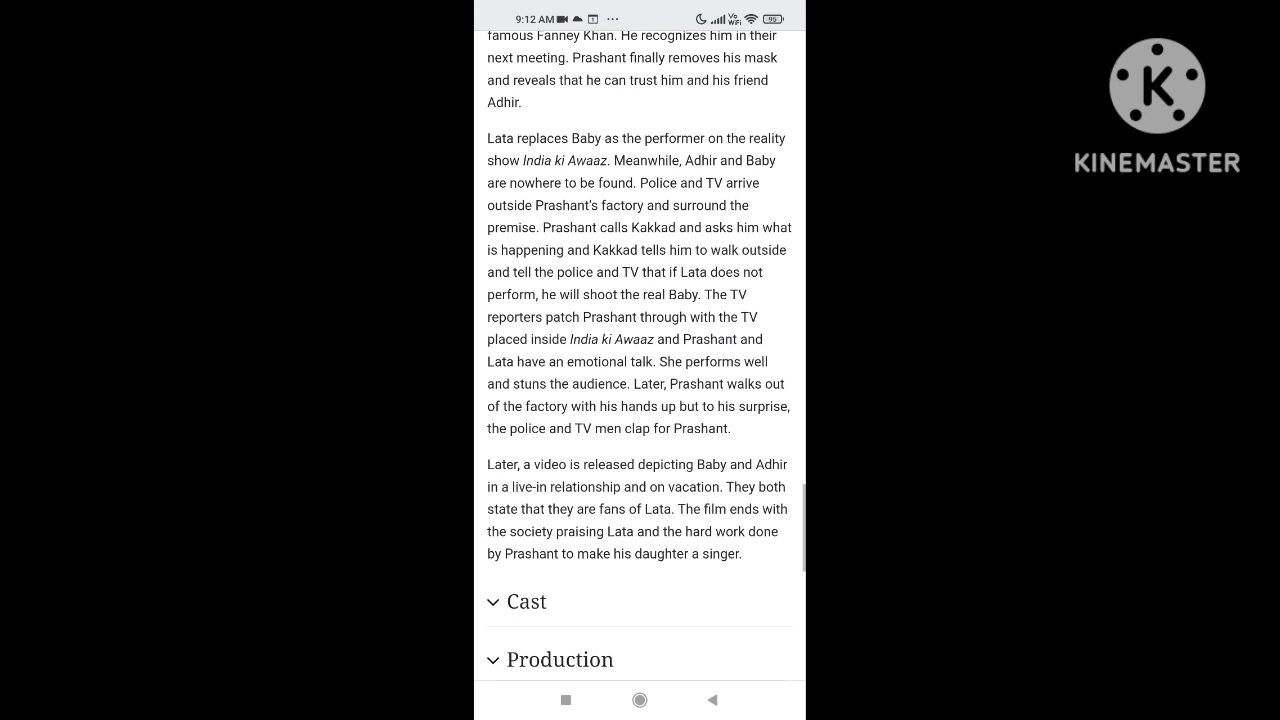 9:12 AM
Vo
WiFi
95
famous Fanney Khan. He recognizes him in their
next meeting. Prashant finally removes his mask
and reveals that he can trust him and his friend
Adhir.
Lata replaces Baby as the performer on the reality
show India ki Awaaz. Meanwhile, Adhir and Baby
are nowhere to be found. Police and TV arrive
outside Prashant's factory and surround the
premise. Prashant calls Kakkad and asks him what
is happening and Kakkad tells him to walk outside
and tell the police and TV that if Lata does not
perform, he will shoot the real Baby. The TV
reporters patch Prashant through with the TV
placed inside India ki Awaaz and Prashant and
Lata have an emotional talk. She performs well
and stuns the audience. Later, Prashant walks out
of the factory with his hands up but to his surprise,
the police and TV men clap for Prashant.
Later, a video is released depicting Baby and Adhir
in a live-in relationship and on vacation. They both
state that they are fans of Lata. The film ends with
the society praising Lata and the hard work done
by Prashant to make his daughter a singer.
Cast
Production
K
KINEMASTER